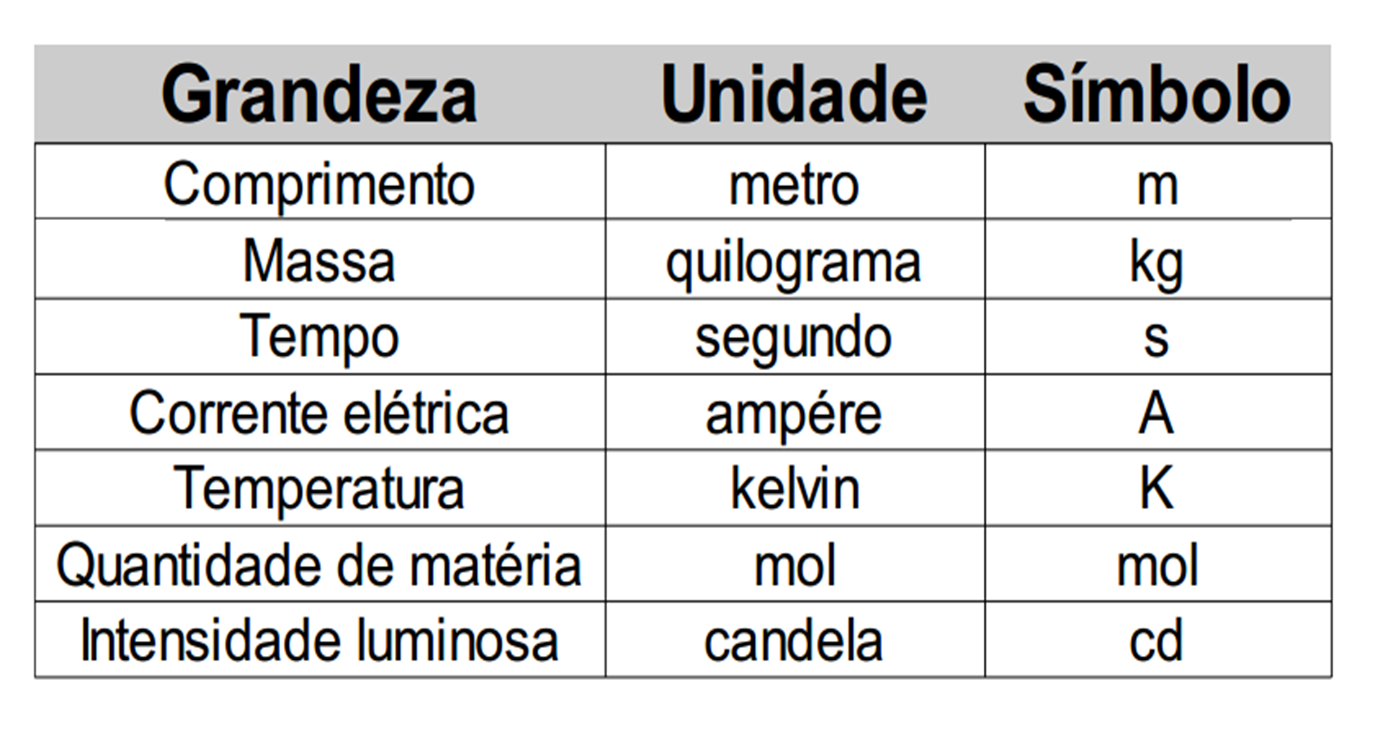 Grandeza Unidade Símbolo
Comprimento metro m
Massa quilograma kg
Tempo segundo s
Corrente elétrica ampére A
Temperatura kelvin K
Quantidade de matéria mol mol
Intensidade luminosa candela cd